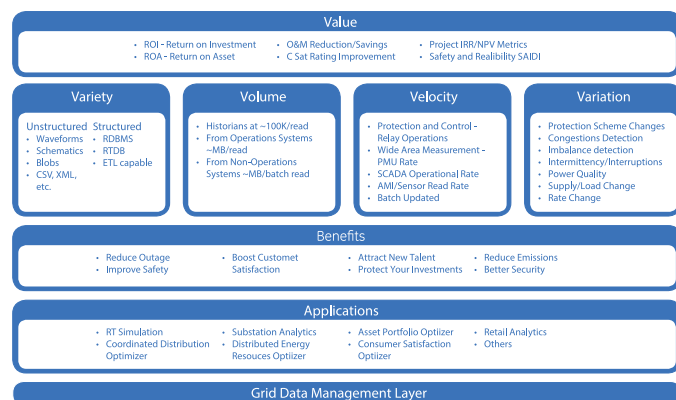 Value
• ROI - Return on Investment
• ROA - Return on Asset
• O&M Reduction/Savings
• C Sat Rating Improvement
• Project IRR/NPV Metrics
• Safety and Realibility SAIDI
Variety
Unstructured
• Waveforms
• Schematics
• Blobs
• CSV, XML,
etc.
Structured
• RDBMS
• RTDB
• ETL capable
Volume
• Historians at ~100K/read
• From Operations Systems
~MB/read
• From Non-Operations
Systems ~MB/batch read
Velocity
• Protection and Control -
Relay Operations
• Wide Area Measurement -
PMU Rate
• SCADA Operational Rate
• AMI/Sensor Read Rate
• Batch Updated
Variation
• Protection Scheme Changes
• Congestions Detection
• Imbalance detection
• Intermittency/Interruptions
• Power Quality
• Supply/Load Change
• Rate Change
Benefits
• Reduce Outage
• Improve Safety
• Boost Customet
Satisfaction
• Attract New Talent
• Protect Your Investments
• Reduce Emissions
• Better Security
Applications
• RT Simulation
• Coordinated Distribution
Optimizer
• Substation Analytics
• Distributed Energy
Resouces Optiizer
• Asset Portfolio Optiizer
• Consumer Satisfaction
Optiizer
• Retail Analytics
• Others
Grid Data Management Layer